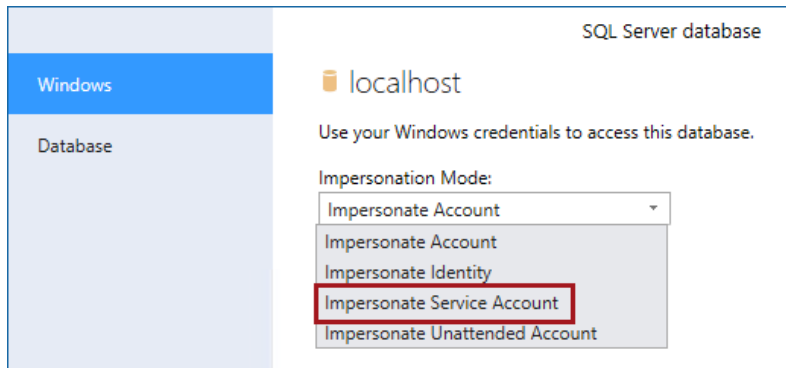 SQL Server database
Windows
Database
localhost
Use your Windows credentials to access this database.
Impersonation Mode:
Impersonate Account
Impersonate Account
Impersonate Identity
Impersonate Service Account
Impersonate Unattended Account